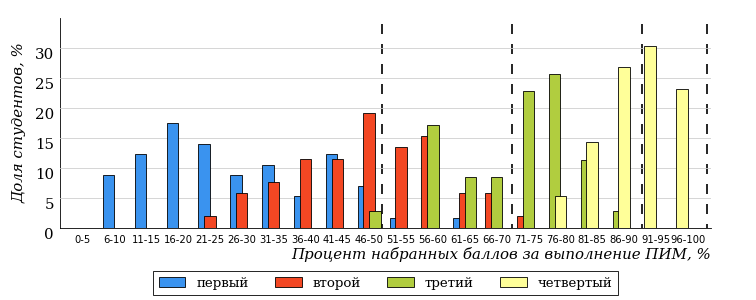 Доля студентов, %
30
25
20
15
10
5
0
0-5 6-10 11-15 16-20 21-25 26-30 31-35 36-40 41-45 46-50 51-55 56-60 61-65 66-70 71-75 76-80 81-85 86-90 91-95 96-100
Процент набранных баллов за выполнение ПИМ, %
первый второй третий четвертый